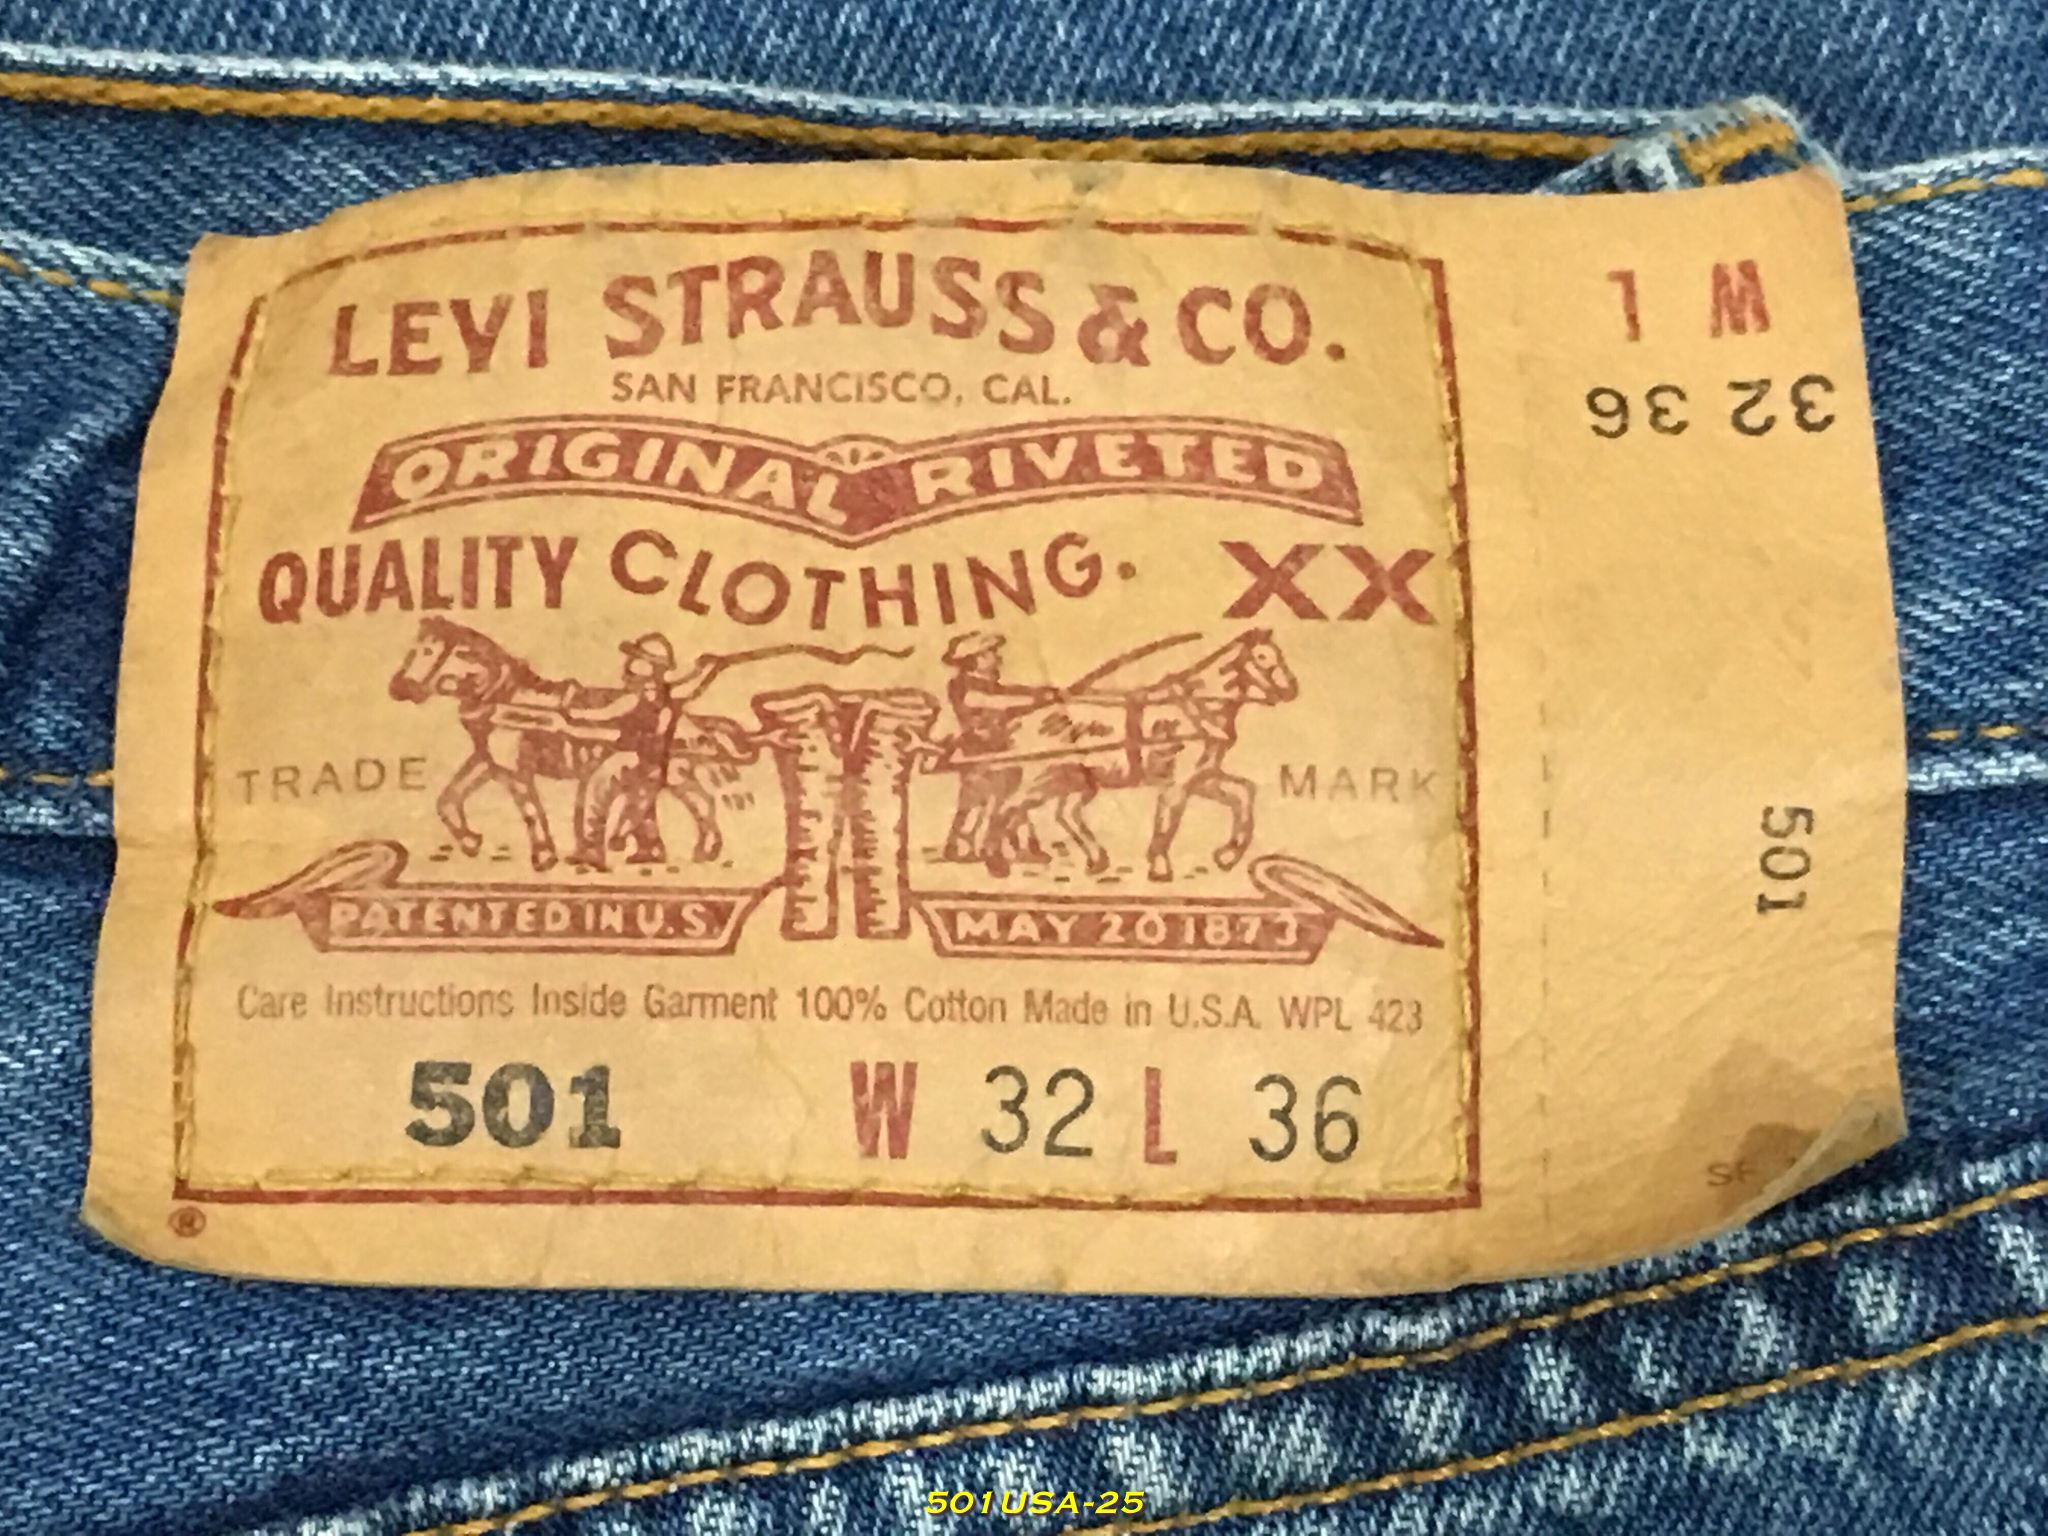 LEVI STRAUSS & CO.
SAN FRANCISCO, CAL.
ORIGINAL RIVETED
QUALITY CLOTHING. XX
TRADE MARK
PATENTED IN U.S. MAY 20 1873
Care Instructions Inside Garment 100% Cotton Made in U.S.A. WPL 423
501 W 32 L 36
®
W L
32 36
501
SF
501USA-25